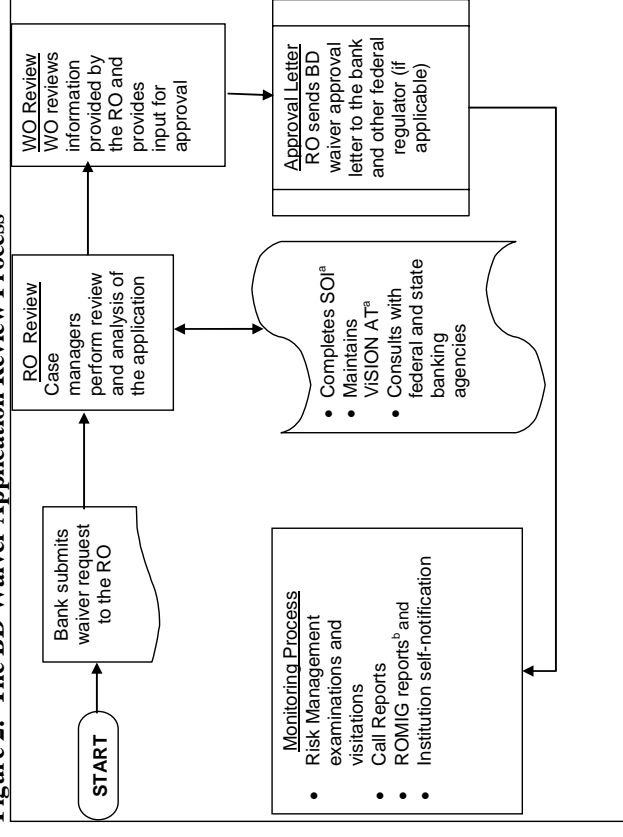 Figure 2: The BD Waiver Application Review Process
START
Bank submits
waiver request
to the RO
RO Review
Case
managers
perform review
and analysis of
the application
WO Review
WO reviews
information
provided by
the RO and
provides
input for
approval
Approval Letter
RO sends BD
waiver approval
letter to the bank
and other federal
regulator (if
applicable)
• Completes SOIa
• Maintains
ViSION ATa
• Consults with
federal and state
banking
agencies
Monitoring Process
• Risk Management
examinations and
visitations
• Call Reports
• ROMIG reportsb and
• Institution self-notification